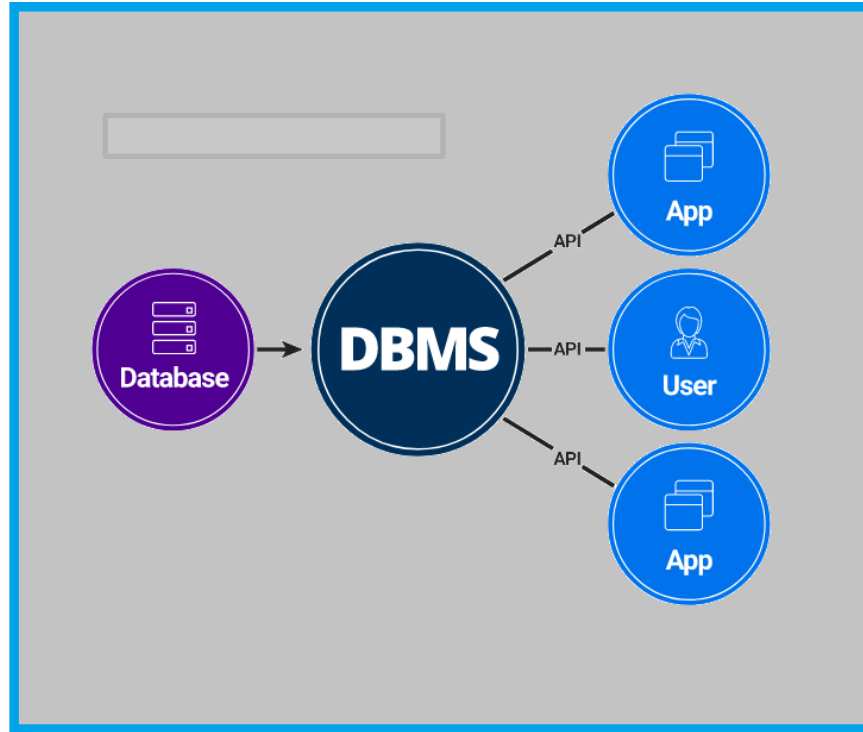 App
API
Database
DBMS
API
User
API
App